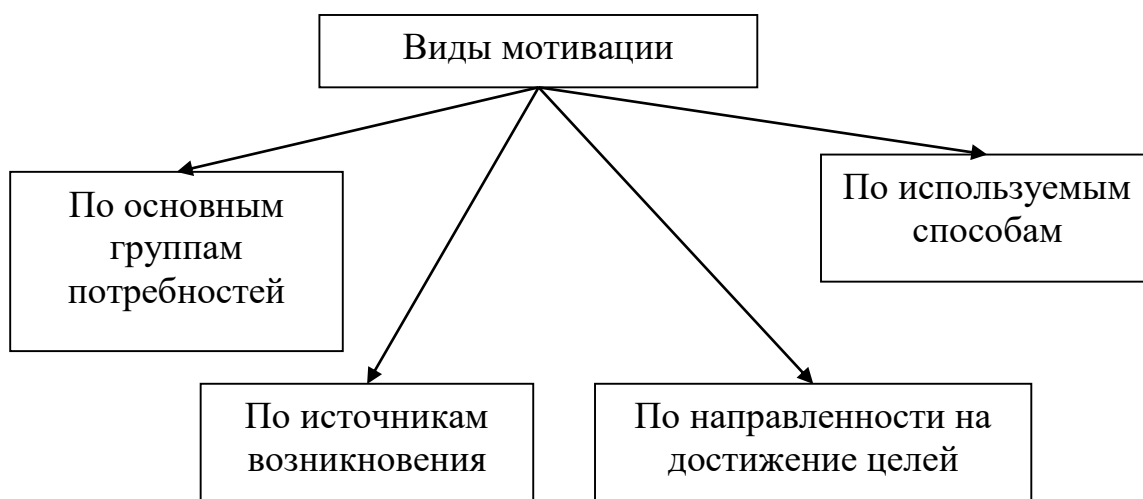 Виды мотивации
По основным
группам
потребностей
По используемым
способам
По источникам
возникновения
По направленности на
достижение целей